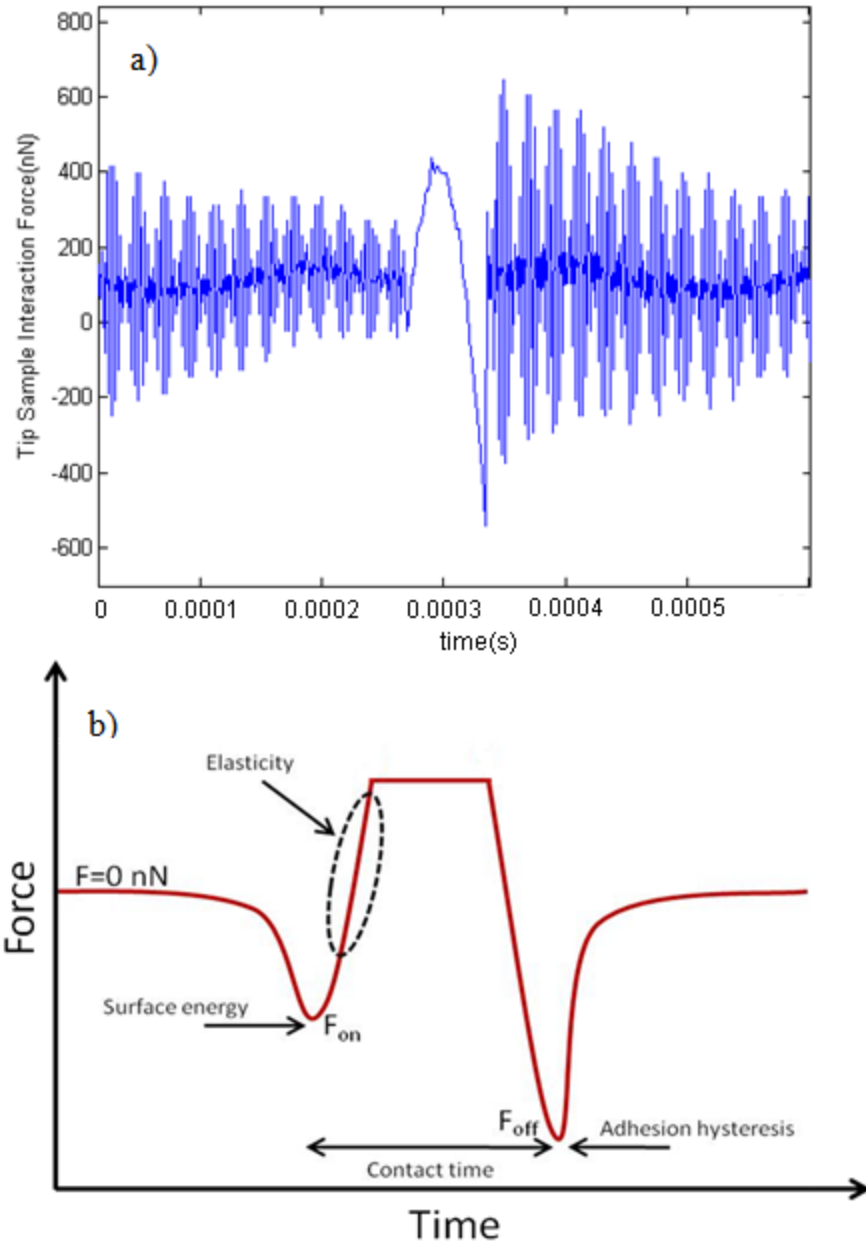 a)
Tip Sample Interaction Force(nN)
800
600
400
200
0
-200
-400
-600
0 0.0001 0.0002 0.0003 0.0004 0.0005
time(s)
b)
Elasticity
F=0 nN
Force
Surface energy
Fon
Foff
Adhesion hysteresis
Contact time
Time